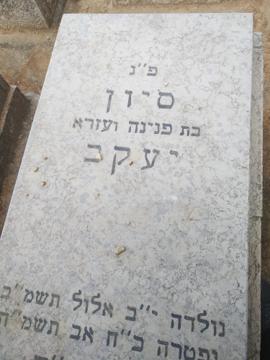 פ״נ
סיון
בת פנינה ועזרא
יעקב
נולדה י״ב אלול תשמ״ב
נפטרה כ״ח אב תשמ״ה